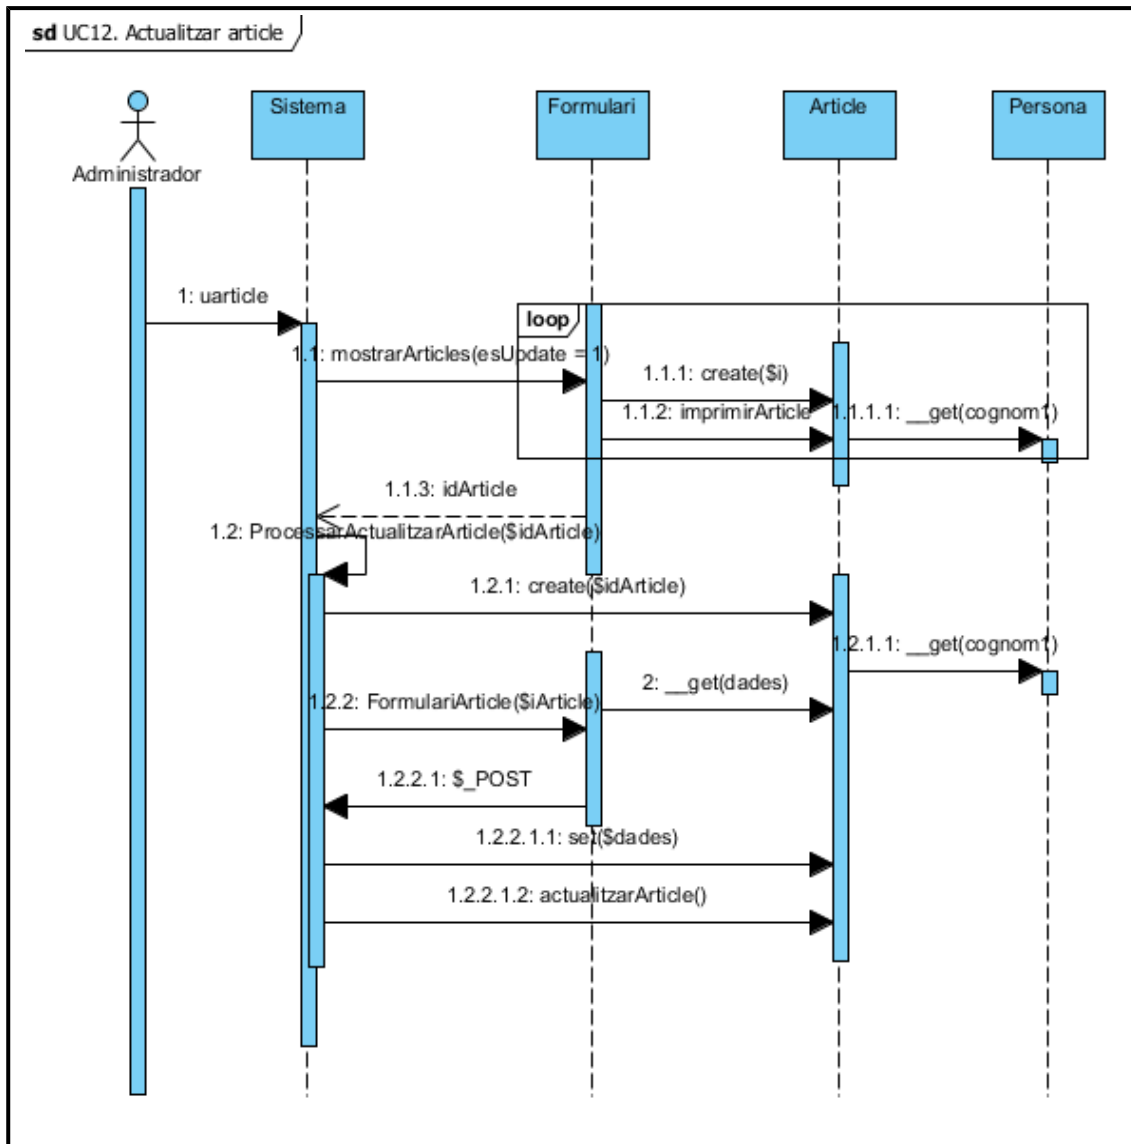 sd UC12. Actualitzar article
Sistema
Formulari
Article
Persona
Administrador
1: uarticle
loop
1.1: mostrarArticles(esUpdate = 1)
1.1.1: create($i)
1.1.2: imprimirArticle
1.1.1.1: __get(cognom1)
1.1.3: idArticle
1.2: ProcessarActualitzarArticle($idArticle)
1.2.1: create($idArticle)
1.2.1.1: __get(cognom1)
2: __get(dades)
1.2.2: FormulariArticle($iArticle)
1.2.2.1: $_POST
1.2.2.1.1: set($dades)
1.2.2.1.2: actualitzarArticle()